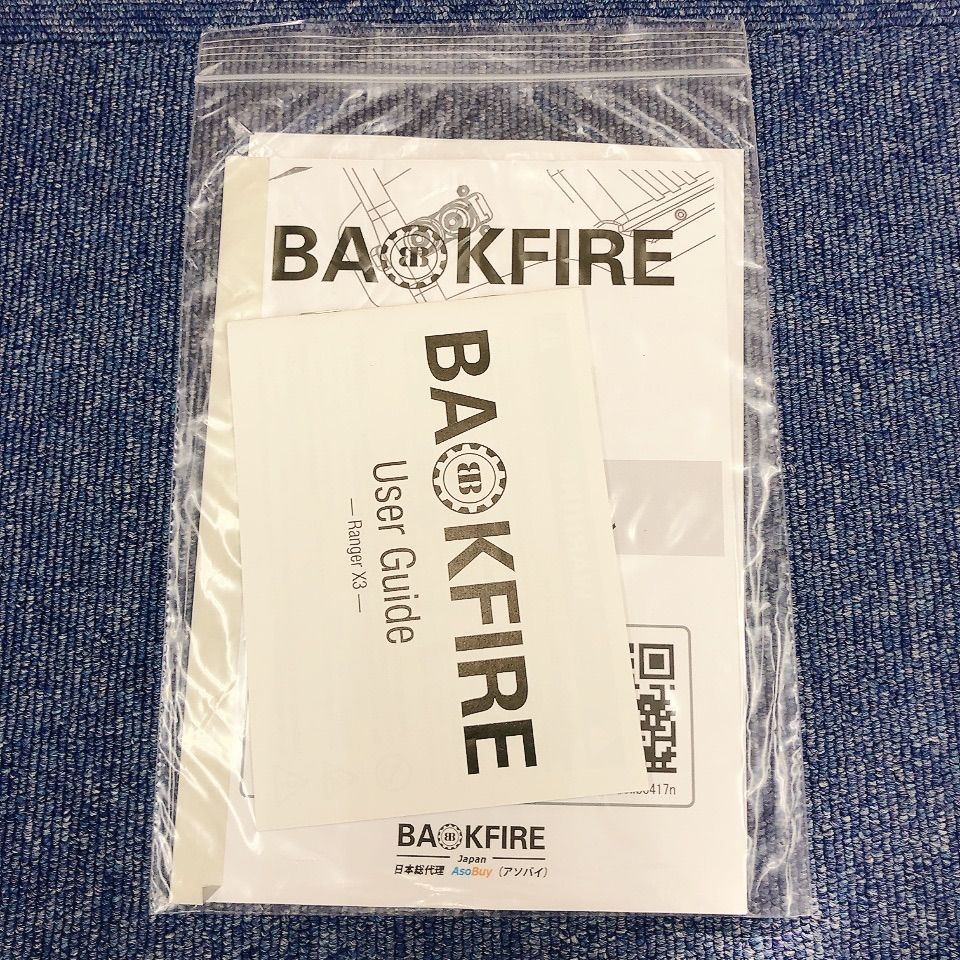 BACKFIRE
BACKFIRE
User Guide
— Ranger X3 —
BACKFIRE
Japan
日本総代理 AsoBuy (アソバイ)